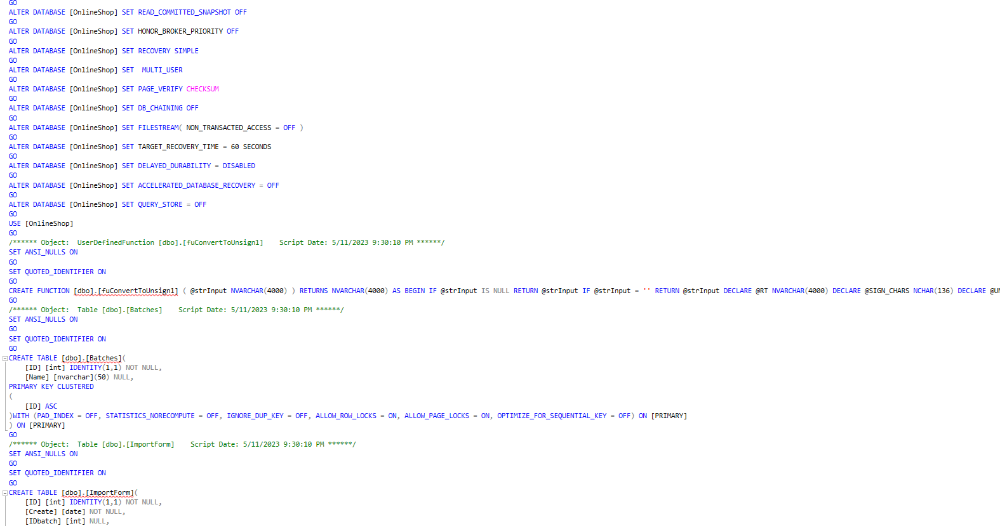 GO
ALTER DATABASE [OnlineShop] SET READ_COMMITTED_SNAPSHOT OFF
GO
ALTER DATABASE [OnlineShop] SET HONOR_BROKER_PRIORITY OFF
GO
ALTER DATABASE [OnlineShop] SET RECOVERY SIMPLE
GO
ALTER DATABASE [OnlineShop] SET  MULTI_USER
GO
ALTER DATABASE [OnlineShop] SET PAGE_VERIFY CHECKSUM
GO
ALTER DATABASE [OnlineShop] SET DB_CHAINING OFF
GO
ALTER DATABASE [OnlineShop] SET FILESTREAM( NON_TRANSACTED_ACCESS = OFF )
GO
ALTER DATABASE [OnlineShop] SET TARGET_RECOVERY_TIME = 60 SECONDS
GO
ALTER DATABASE [OnlineShop] SET DELAYED_DURABILITY = DISABLED
GO
ALTER DATABASE [OnlineShop] SET ACCELERATED_DATABASE_RECOVERY = OFF
GO
ALTER DATABASE [OnlineShop] SET QUERY_STORE = OFF
GO
USE [OnlineShop]
GO
/****** Object:  UserDefinedFunction [dbo].[fuConvertToUnsign1]    Script Date: 5/11/2023 9:30:10 PM ******/
SET ANSI_NULLS ON
GO
SET QUOTED_IDENTIFIER ON
GO
CREATE FUNCTION [dbo].[fuConvertToUnsign1] ( @strInput NVARCHAR(4000) ) RETURNS NVARCHAR(4000) AS BEGIN IF @strInput IS NULL RETURN @strInput IF @strInput = '' RETURN @strInput DECLARE @RT NVARCHAR(4000) DECLARE @SIGN_CHARS NCHAR(136) DECLARE
GO
/****** Object:  Table [dbo].[Batches]    Script Date: 5/11/2023 9:30:10 PM ******/
SET ANSI_NULLS ON
GO
SET QUOTED_IDENTIFIER ON
GO
CREATE TABLE [dbo].[Batches](
    [ID] [int] IDENTITY(1,1) NOT NULL,
    [Name] [nvarchar](50) NULL,
PRIMARY KEY CLUSTERED
(
    [ID] ASC
)WITH (PAD_INDEX = OFF, STATISTICS_NORECOMPUTE = OFF, IGNORE_DUP_KEY = OFF, ALLOW_ROW_LOCKS = ON, ALLOW_PAGE_LOCKS = ON, OPTIMIZE_FOR_SEQUENTIAL_KEY = OFF) ON [PRIMARY]
) ON [PRIMARY]
GO
/****** Object:  Table [dbo].[ImportForm]    Script Date: 5/11/2023 9:30:10 PM ******/
SET ANSI_NULLS ON
GO
SET QUOTED_IDENTIFIER ON
GO
CREATE TABLE [dbo].[ImportForm](
    [ID] [int] IDENTITY(1,1) NOT NULL,
    [Create] [date] NOT NULL,
    [IDbatch] [int] NULL,